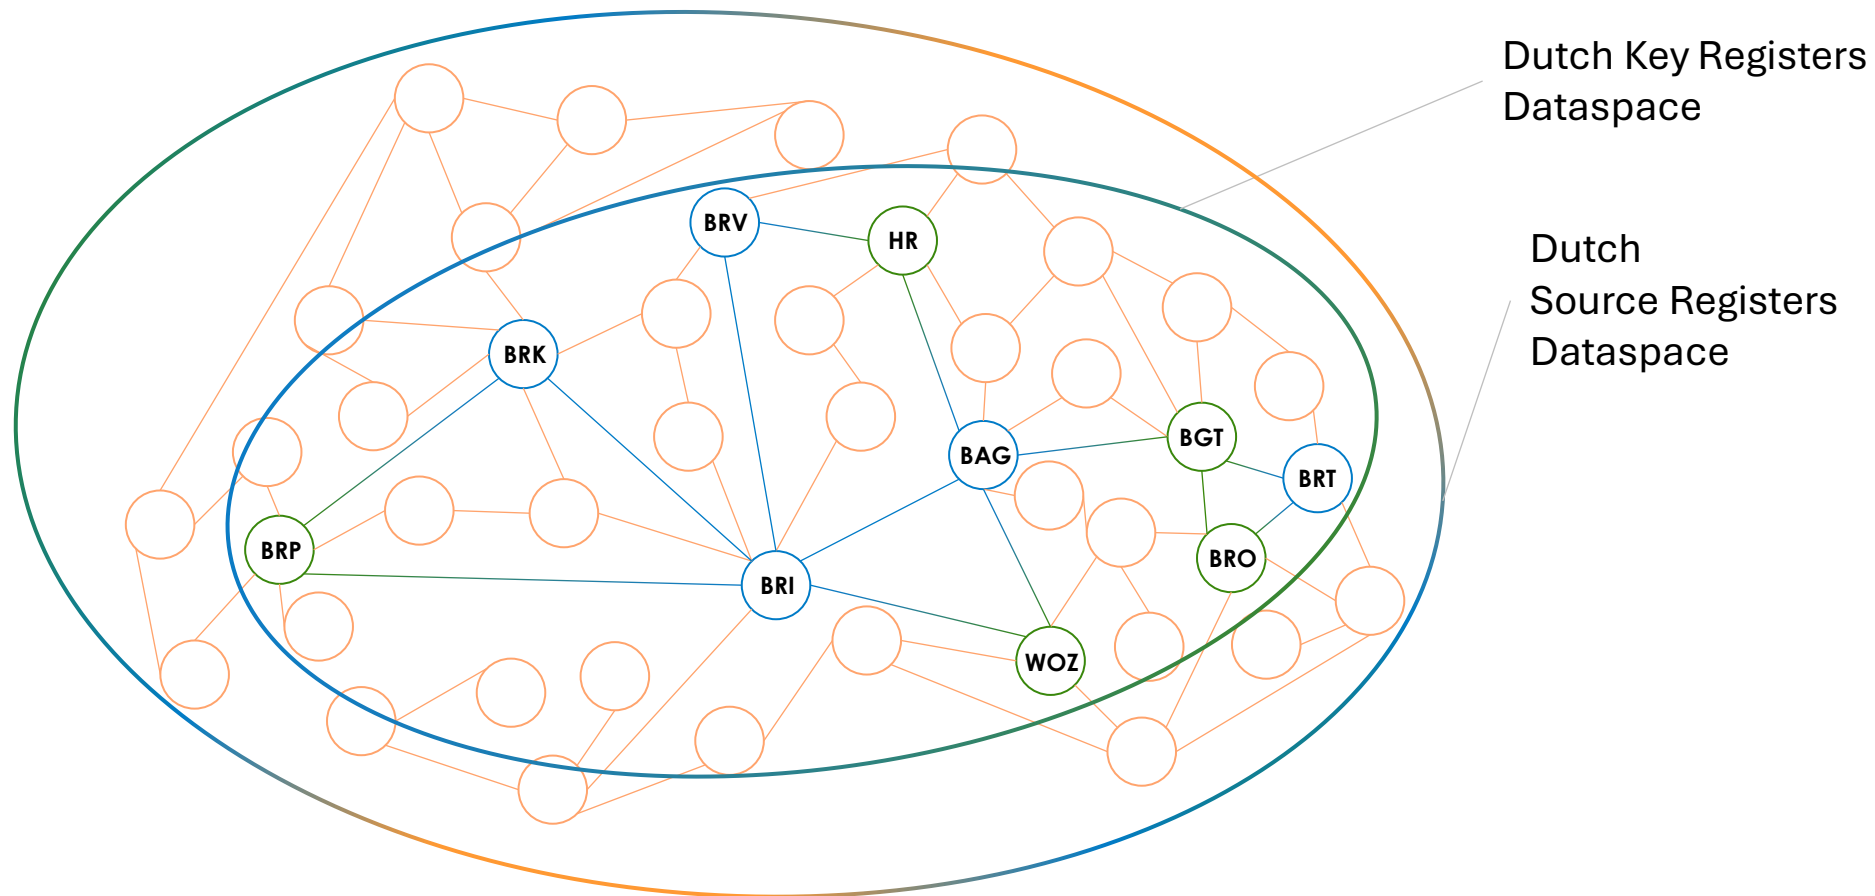 Dutch Key Registers
Dataspace
Dutch
Source Registers
Dataspace
BRV
HR
BRK
BAG
BGT
BRT
BRP
BRO
BRI
WOZ